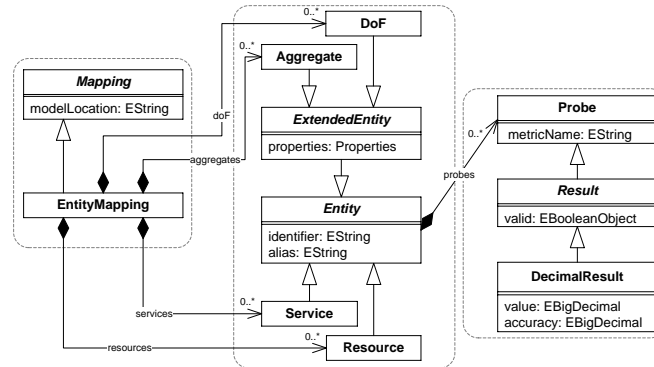 0..*
DoF
0..*
Aggregate
Mapping
modelLocation: EString
doF
ExtendedEntity
properties: Properties
aggregates
0..*
Probe
metricName: EString
probes
EntityMapping
Entity
identifier: EString
alias: EString
Result
valid: EBooleanObject
DecimalResult
value: EBigDecimal
accuracy: EBigDecimal
0..*
services
Service
0..*
resources
Resource